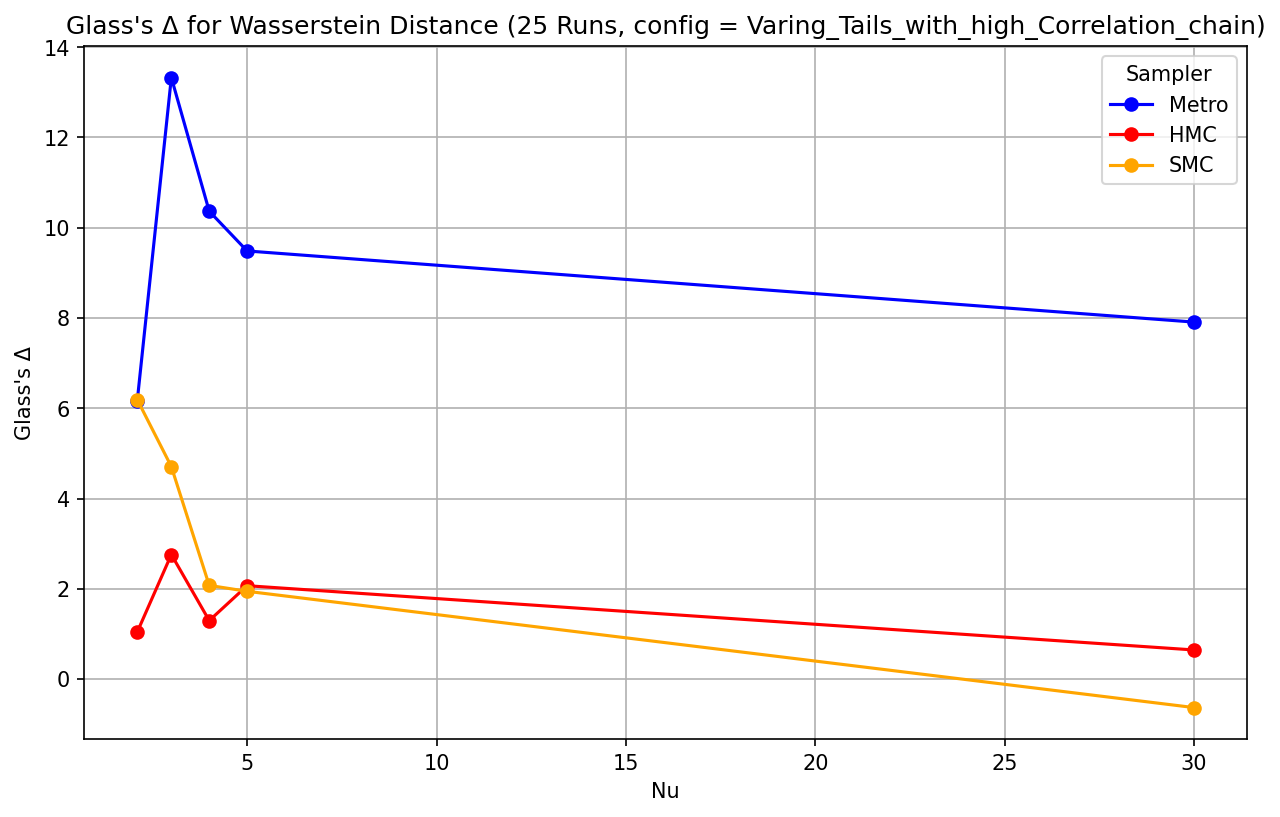 Glass's Δ for Wasserstein Distance (25 Runs, config = Varing_Tails_with_high_Correlation_chain)
14
12
10
8
6
4
2
0
Glass's Δ
Sampler
Metro
HMC
SMC
5
10
15
20
25
30
Nu